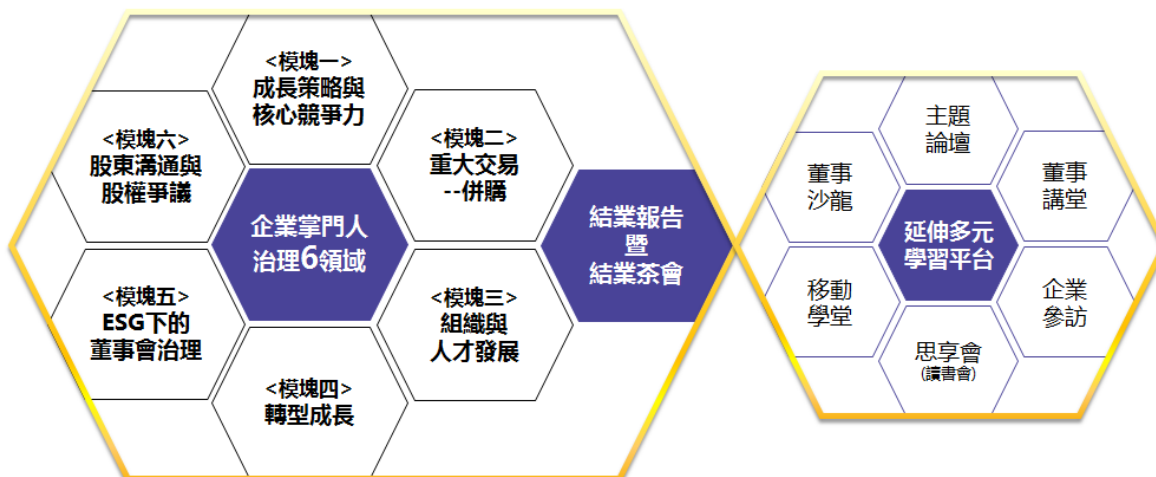 <模塊一>
成長策略與
核心競爭力
<模塊二>
重大交易
--併購
<模塊三>
組織與
人才發展
<模塊四>
轉型成長
<模塊五>
ESG下的
董事會治理
<模塊六>
股東溝通與
股權爭議
企業掌門人
治理6領域
結業報告
暨
結業茶會
主題
論壇
董事
講堂
企業
參訪
思享會
(讀書會)
移動
學堂
董事
沙龍
延伸多元
學習平台